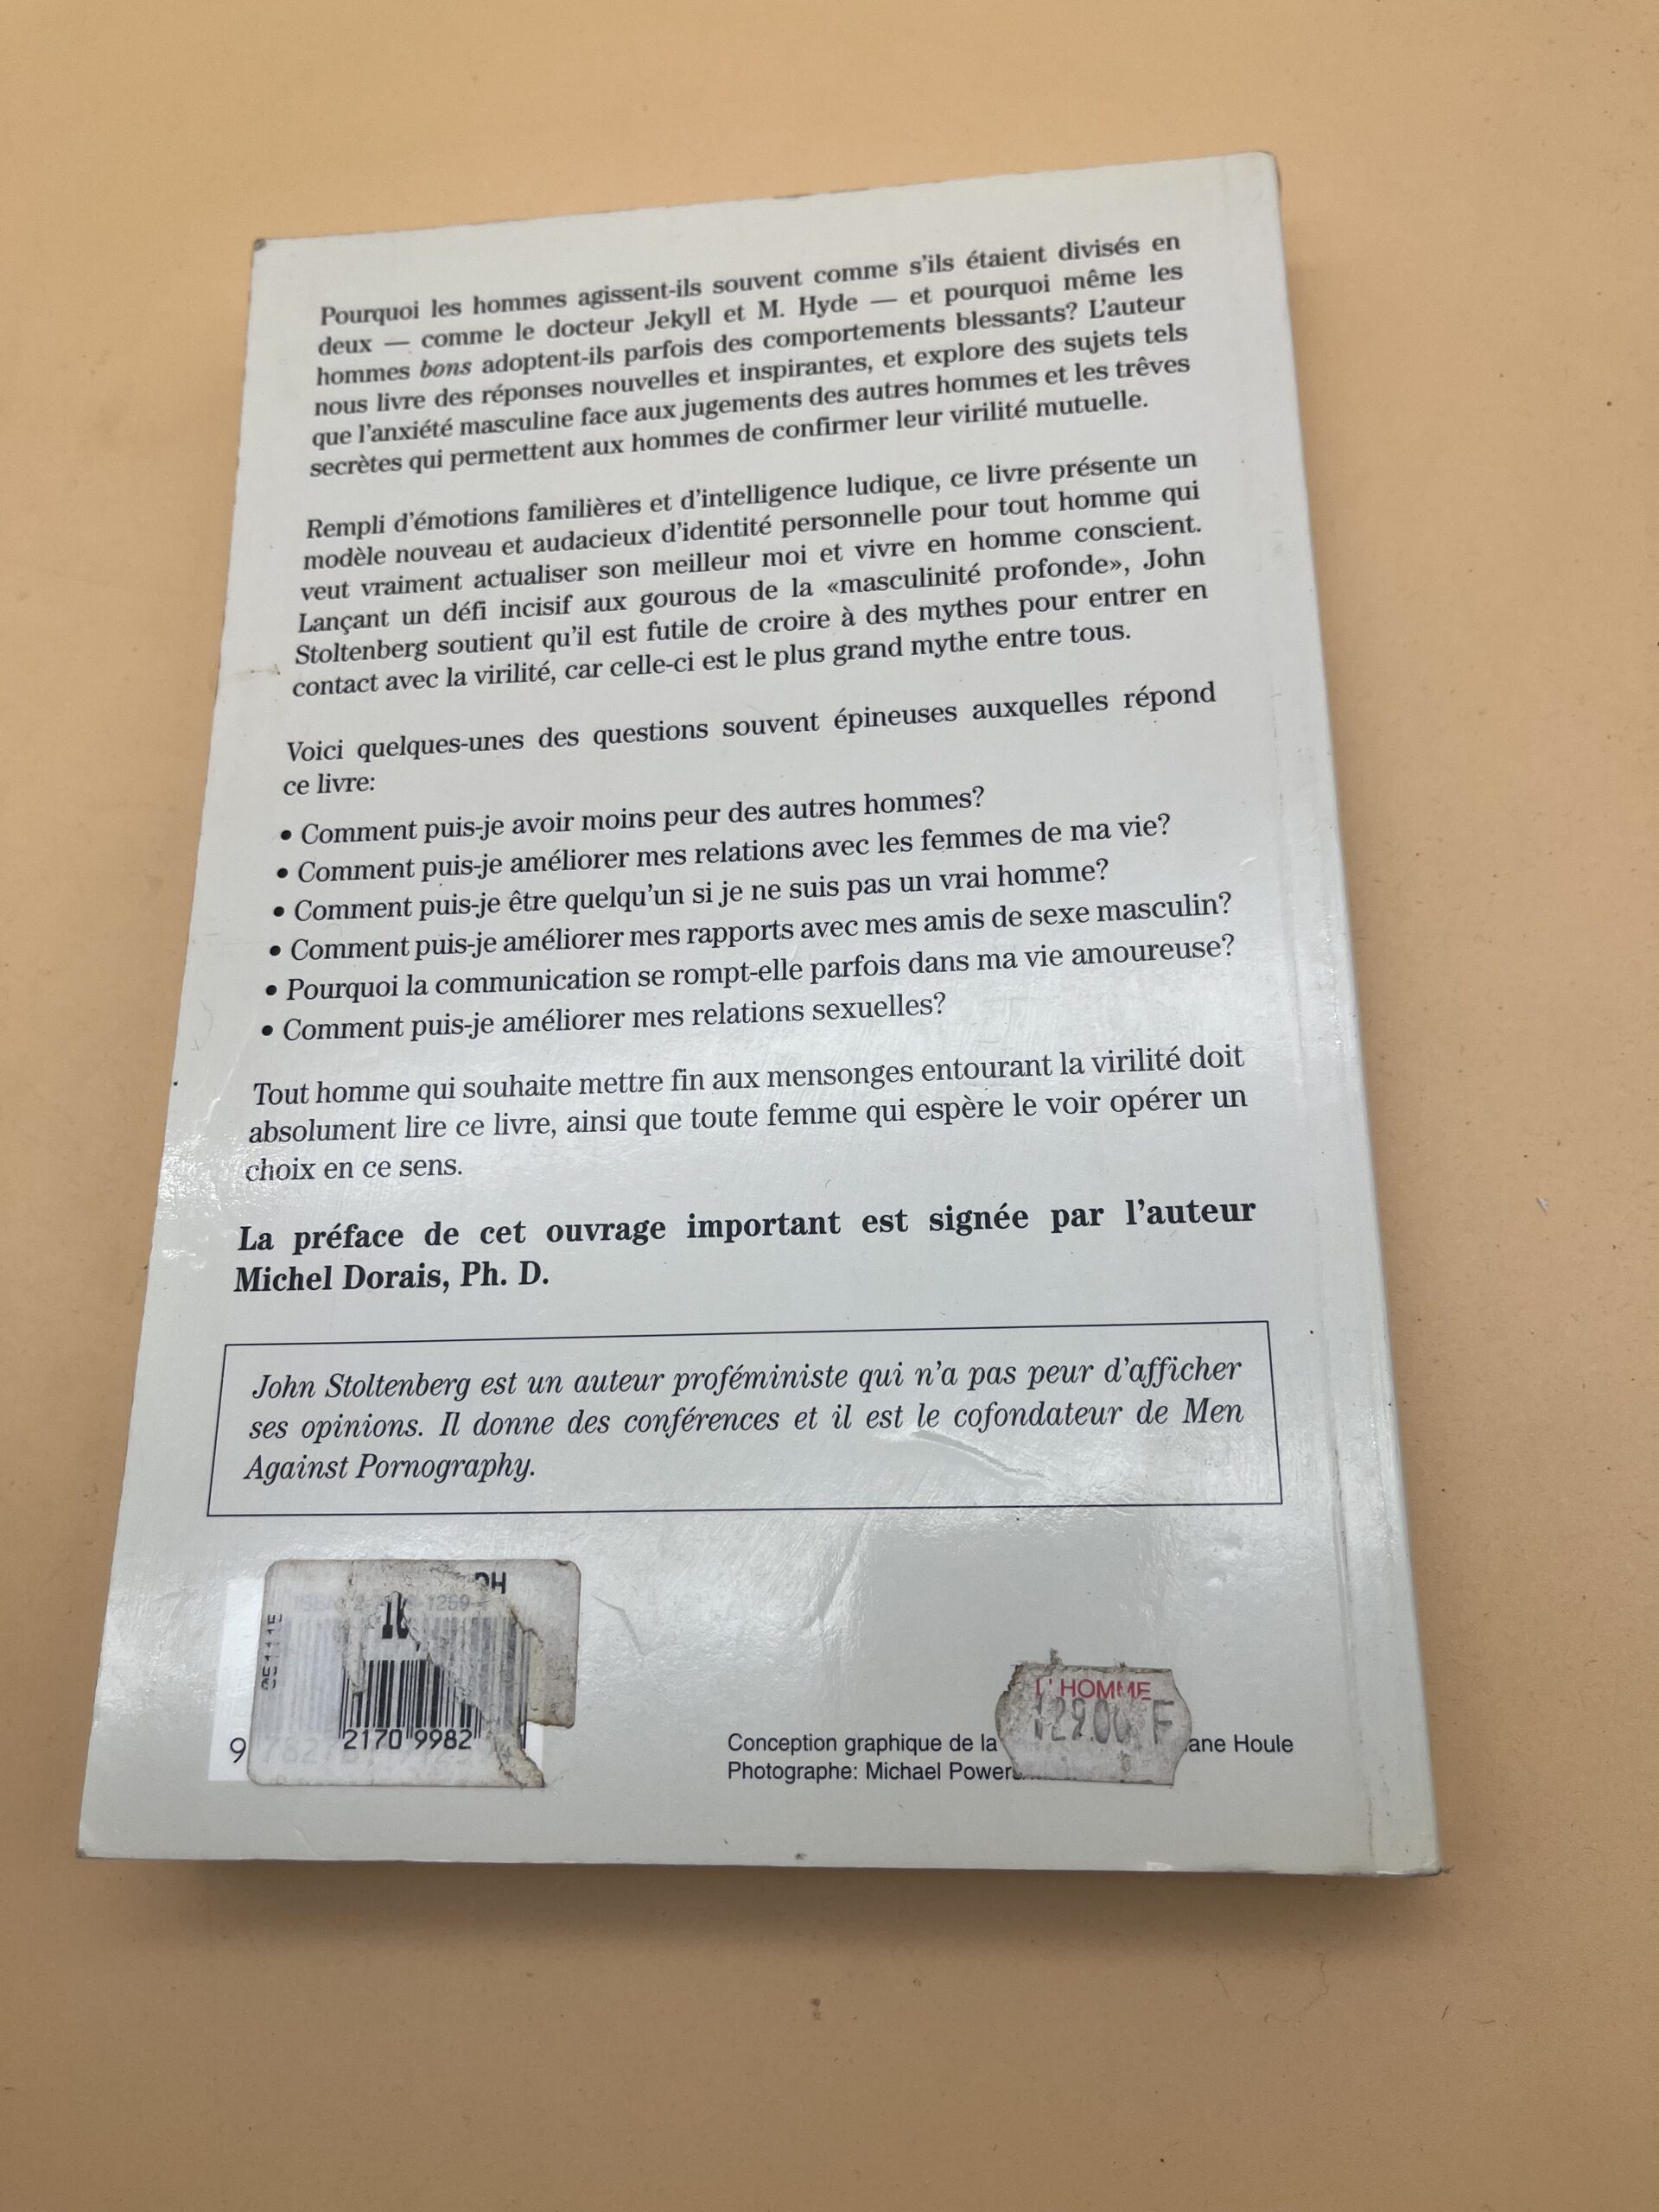 Pourquoi les hommes agissent-ils souvent comme s'ils étaient divisés en
deux — comme le docteur Jekyll et M. Hyde — et pourquoi même les
hommes bons adoptent-ils parfois des comportements blessants? L'auteur
nous livre des réponses nouvelles et inspirantes, et explore des sujets tels
que l'anxiété masculine face aux jugements des autres hommes et les trêves
secrètes qui permettent aux hommes de confirmer leur virilité mutuelle.
Rempli d'émotions familières et d'intelligence ludique, ce livre présente un
modèle nouveau et audacieux d'identité personnelle pour tout homme qui
veut vraiment actualiser son meilleur moi et vivre en homme conscient.
Lançant un défi incisif aux gourous de la «masculinité profonde», John
Stoltenberg soutient qu'il est futile de croire à des mythes pour entrer en
contact avec la virilité, car celle-ci est le plus grand mythe entre tous.
Voici quelques-unes des questions souvent épineuses auxquelles répond
ce livre:
• Comment puis-je avoir moins peur des autres hommes?
• Comment puis-je améliorer mes relations avec les femmes de ma vie?
• Comment puis-je être quelqu'un si je ne suis pas un vrai homme?
• Comment puis-je améliorer mes rapports avec mes amis de sexe masculin?
• Pourquoi la communication se rompt-elle parfois dans ma vie amoureuse?
• Comment puis-je améliorer mes relations sexuelles?
Tout homme qui souhaite mettre fin aux mensonges entourant la virilité doit
absolument lire ce livre, ainsi que toute femme qui espère le voir opérer un
choix en ce sens.
La préface de cet ouvrage important est signée par l'auteur
Michel Dorais, Ph. D.
John Stoltenberg est un auteur proféministe qui n'a pas peur d'afficher
ses opinions. Il donne des conférences et il est le cofondateur de Men
Against Pornography.
DH
2170 9982
9
L'HOMME
129.00 F
Conception graphique de la ane Houle
Photographe: Michael Power